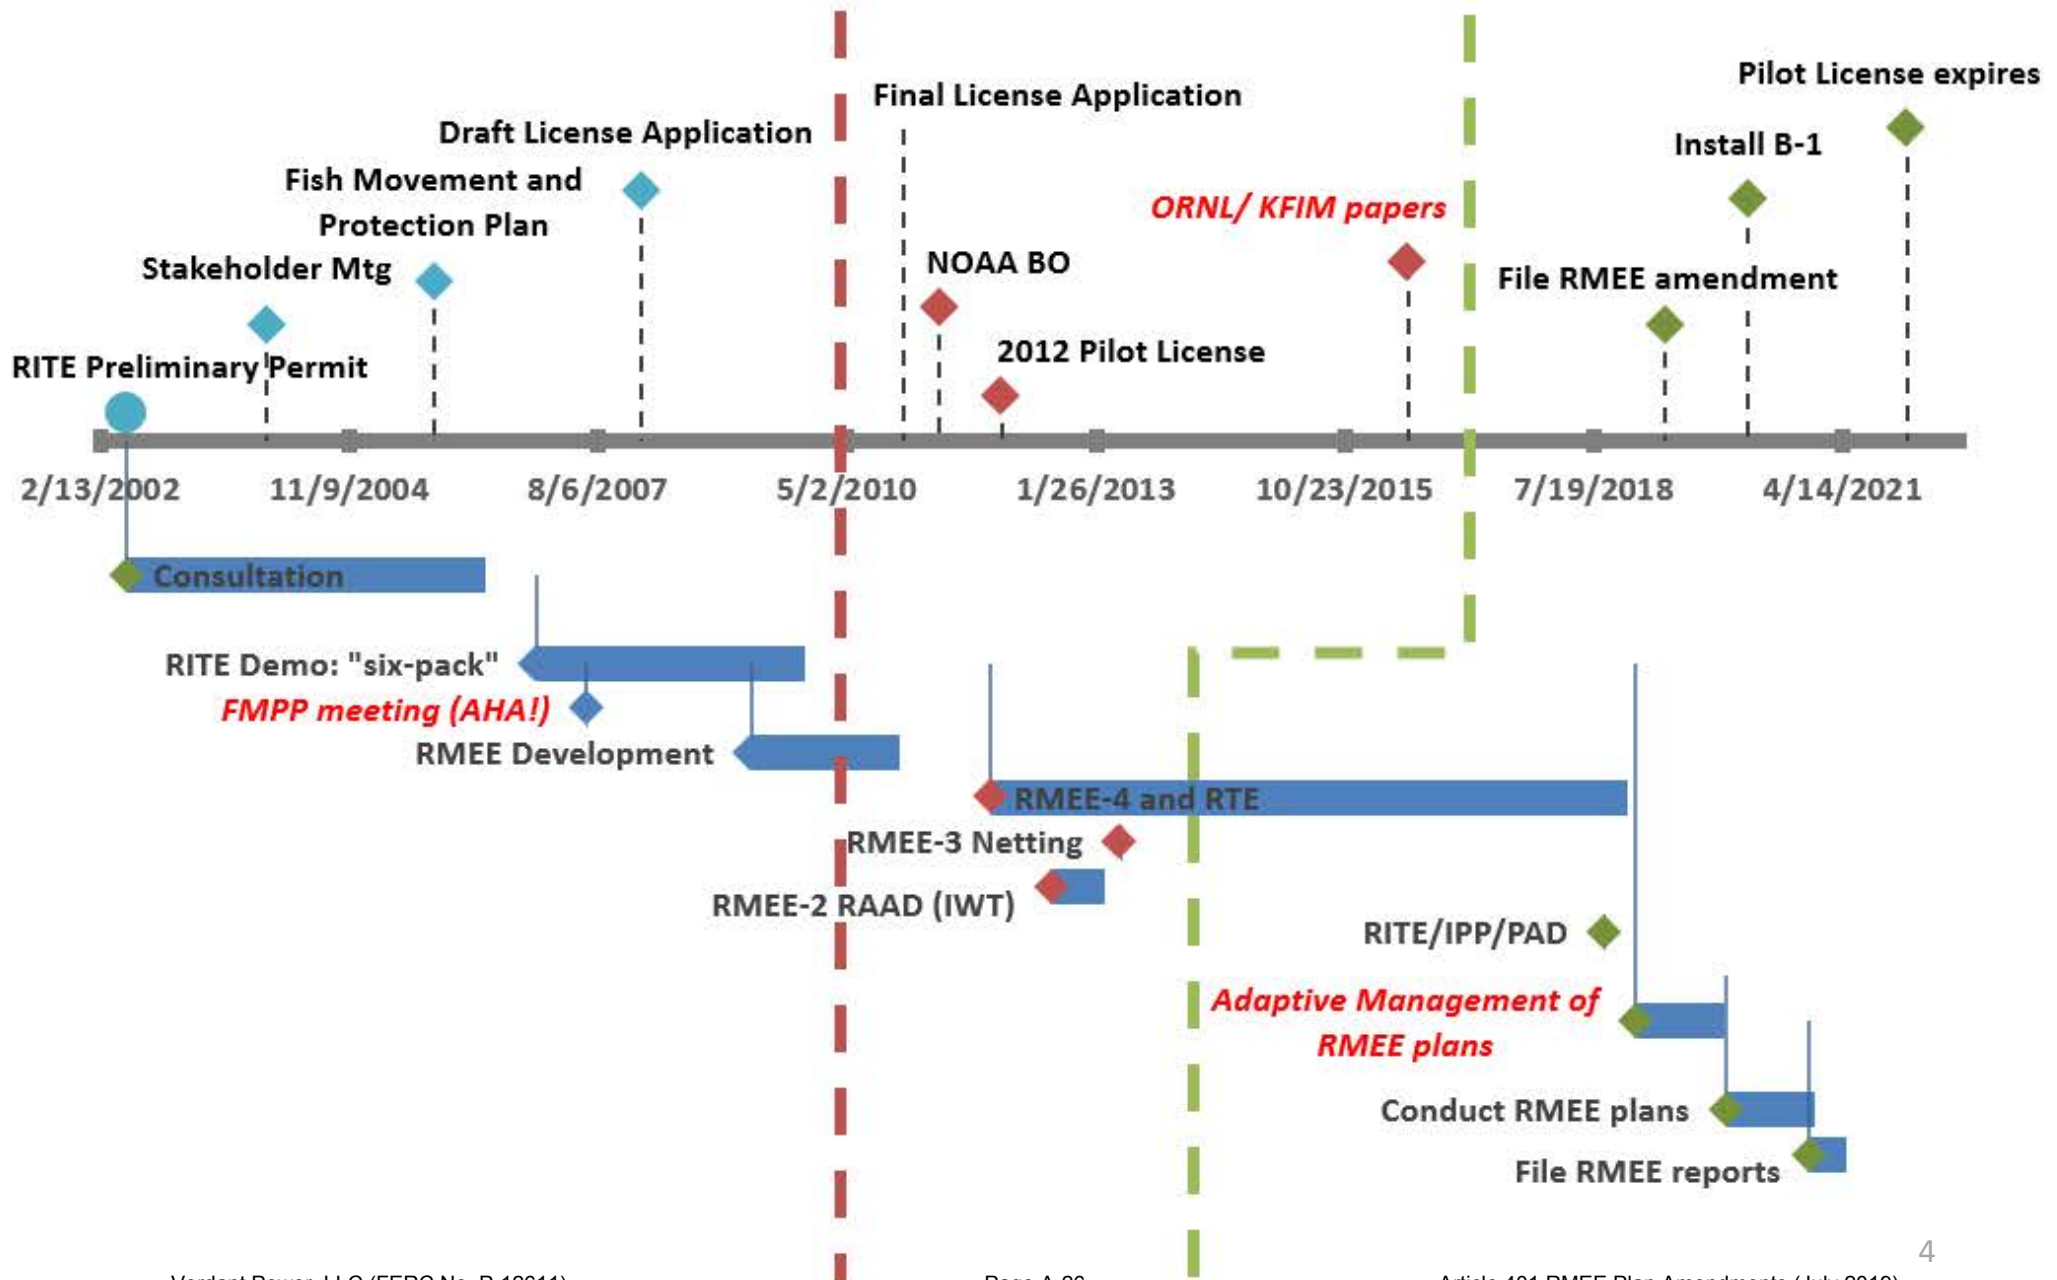 Pilot License expires
Final License Application
Draft License Application
Install B-1
Fish Movement and
Protection Plan
ORNL/ KFIM papers
Stakeholder Mtg
NOAA BO
File RMEE amendment
2012 Pilot License
RITE Preliminary Permit
2/13/2002 11/9/2004 8/6/2007 5/2/2010 1/26/2013 10/23/2015 7/19/2018 4/14/2021
Consultation
RITE Demo: "six-pack"
FMPP meeting (AHA!)
RMEE Development
RMEE-4 and RTE
RMEE-3 Netting
RMEE-2 RAAD (IWT)
RITE/IPP/PAD
Adaptive Management of
RMEE plans
Conduct RMEE plans
File RMEE reports
4